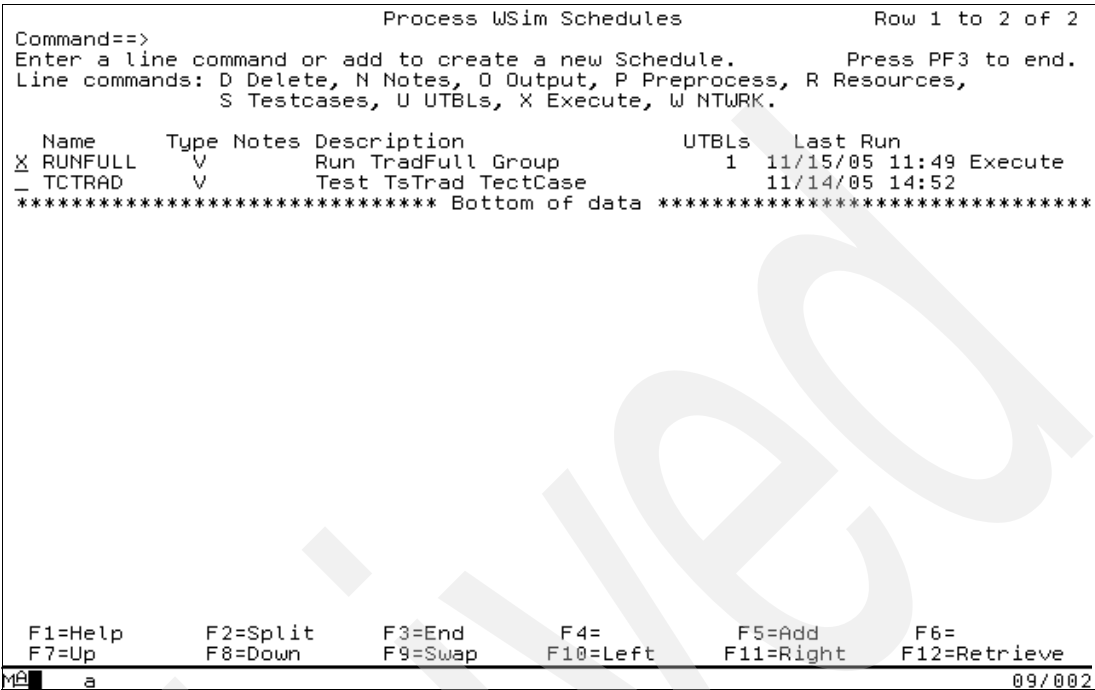 Process WSim Schedules Row 1 to 2 of 2
Command==>
Enter a line command or add to create a new Schedule. Press PF3 to end.
Line commands: D Delete, N Notes, O Output, P Preprocess, R Resources,
S Testcases, U UTBLs, X Execute, W NTWRK.
Name Type Notes Description UTBLs Last Run
X RUNFULL V Run TradFull Group 1 11/15/05 11:49 Execute
_ TCTRAD V Test TsTrad TectCase 11/14/05 14:52
******************************* Bottom of data ********************************
F1=Help F2=Split F3=End F4= F5=Add F6=
F7=Up F8=Down F9=Swap F10=Left F11=Right F12=Retrieve
MA a 09/002